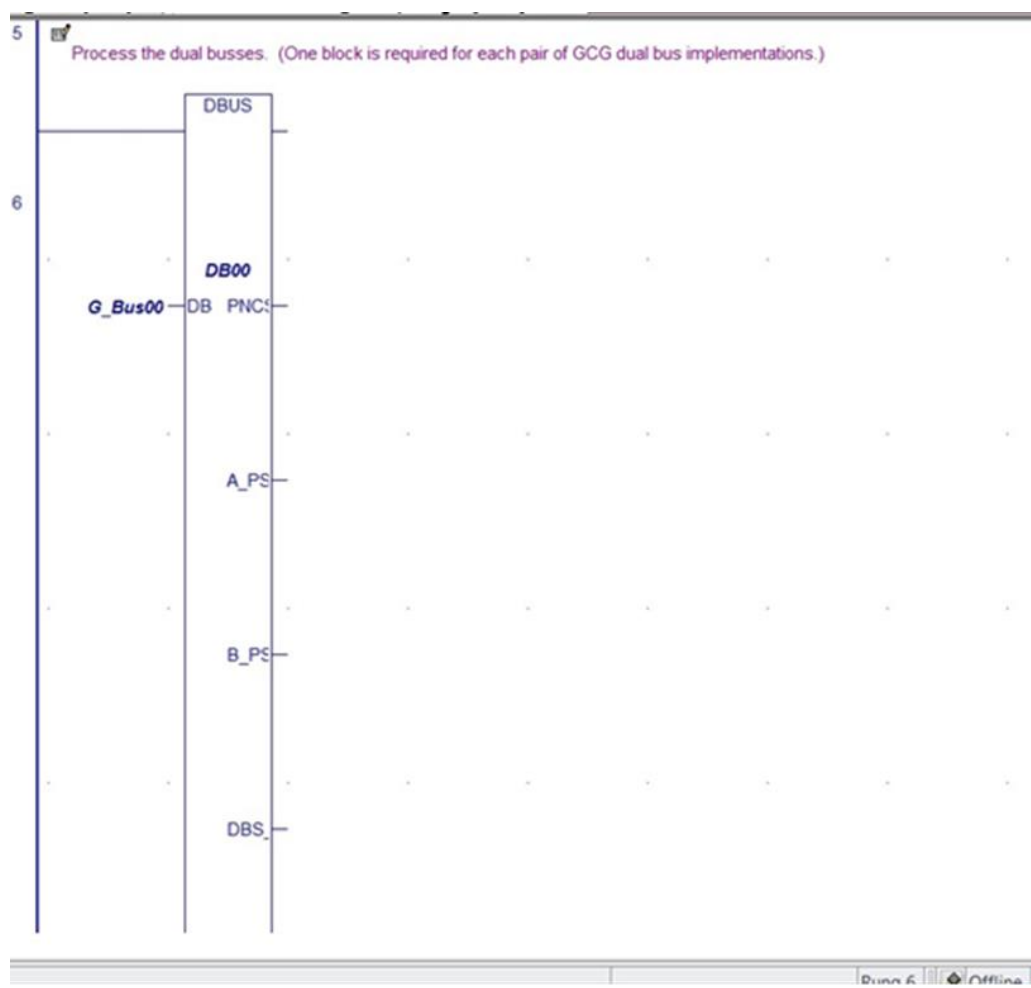 5
Process the dual busses. (One block is required for each pair of GCG dual bus implementations.)
DBUS
6
DB00
G_Bus00 DB PNCS
A_PS
B_PS
DBS_
Rung 6 Offline